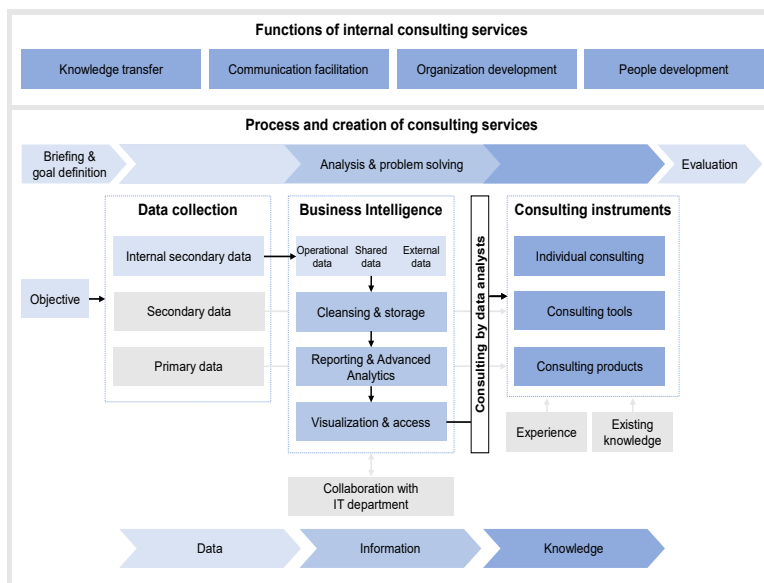 Functions of internal consulting services
Knowledge transfer
Communication facilitation
Organization development
People development
Process and creation of consulting services
Briefing &
goal definition
Analysis & problem solving
Evaluation
Data collection
Business Intelligence
Consulting instruments
Internal secondary data
Operational
data
Shared
data
External
data
Individual consulting
Objective
Secondary data
Cleansing & storage
Consulting tools
Primary data
Reporting & Advanced
Analytics
Consulting products
Visualization & access
Consulting by data analysts
Experience
Existing
knowledge
Collaboration with
IT department
Data
Information
Knowledge